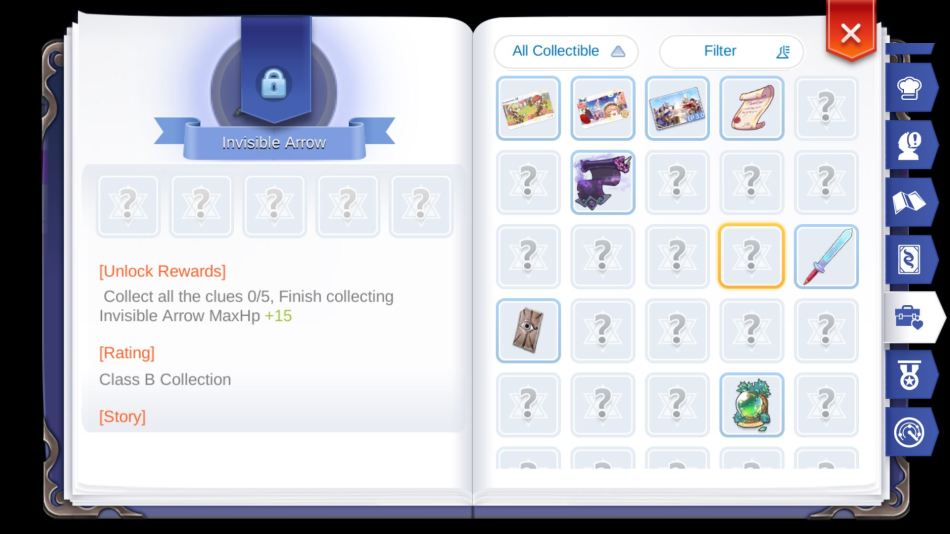 All Collectible
Filter
Invisible Arrow
[Unlock Rewards]
Collect all the clues 0/5, Finish collecting
Invisible Arrow MaxHp +15
[Rating]
Class B Collection
[Story]